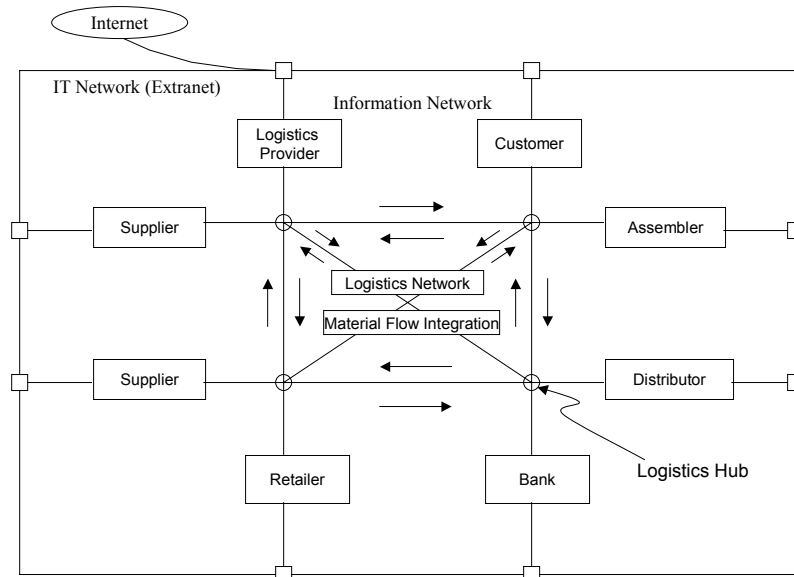 Internet
IT Network (Extranet)
Information Network
Logistics
Provider
Customer
Supplier
Assembler
Logistics Network
Material Flow Integration
Supplier
Distributor
Retailer
Bank
Logistics Hub